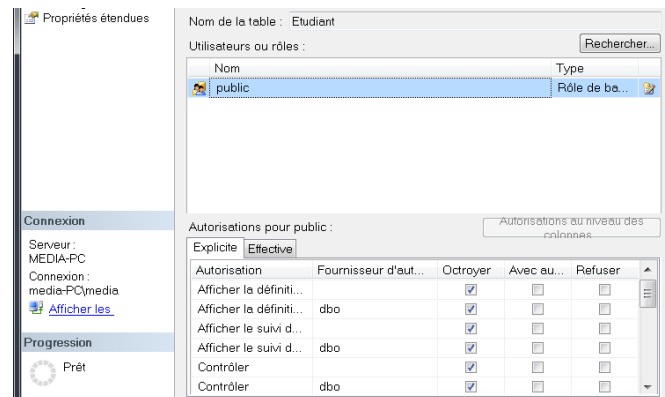 Propriétés étendues
Connexion
Serveur :
MEDIA-PC
Connexion :
media-PC\media
Afficher les
Progression
Prêt
Nom de la table : Etudiant
Utilisateurs ou rôles :
Rechercher...
Nom Type
public Rôle de ba...
Autorisations pour public :
Autorisations au niveau des
colonnes
Explicite Effective
Autorisation Fournisseur d'aut... Octroyer Avec au... Refuser
Afficher la définiti...
Afficher la définiti... dbo
Afficher le suivi d...
Afficher le suivi d... dbo
Contrôler
Contrôler dbo